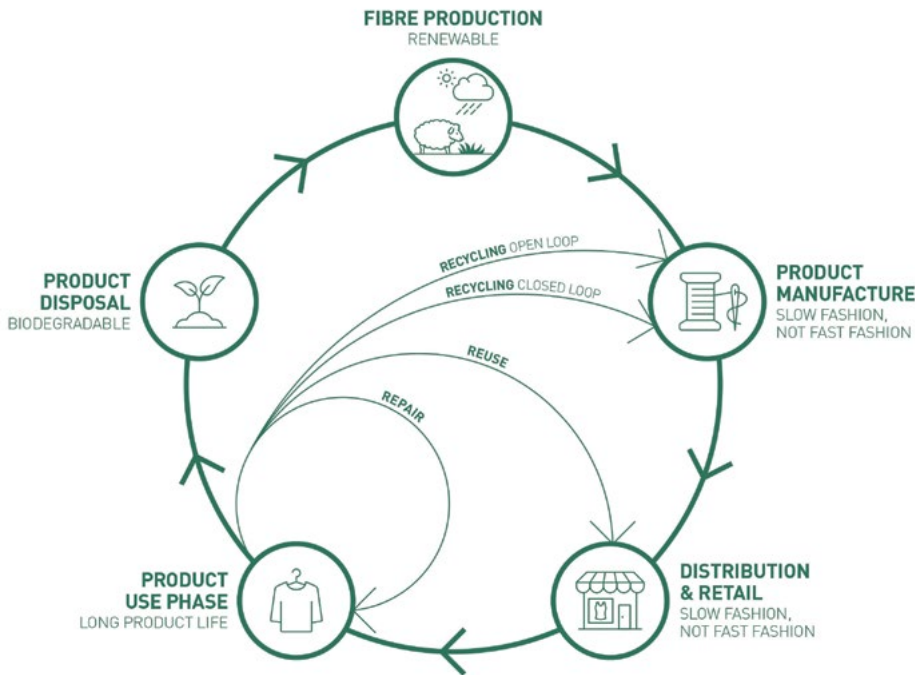 FIBRE PRODUCTION
RENEWABLE
RECYCLING OPEN LOOP
RECYCLING CLOSED LOOP
PRODUCT
DISPOSAL
BIODEGRADABLE
PRODUCT
MANUFACTURE
SLOW FASHION,
NOT FAST FASHION
REUSE
REPAIR
PRODUCT
USE PHASE
LONG PRODUCT LIFE
DISTRIBUTION
& RETAIL
SLOW FASHION,
NOT FAST FASHION